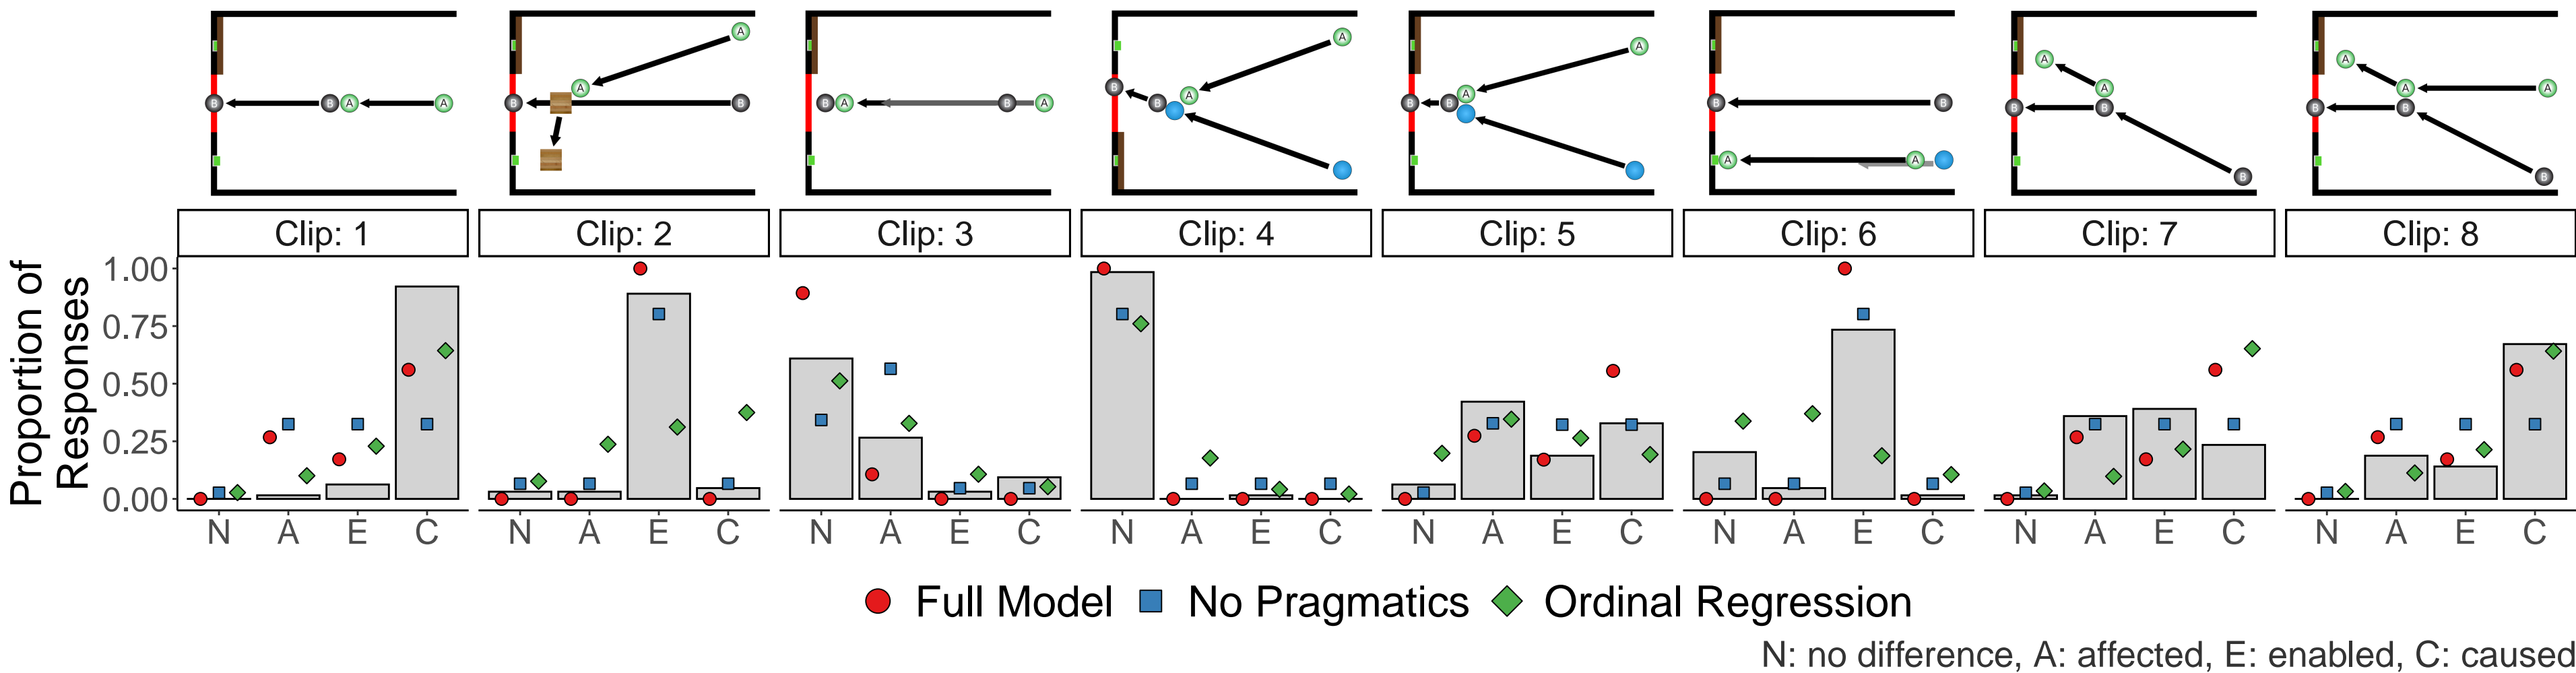 B B A A
A A B B
B A B A
A B B A
A B B A
B B A A
A A B B B
A A A B B B
Clip: 1 Clip: 2 Clip: 3 Clip: 4 Clip: 5 Clip: 6 Clip: 7 Clip: 8
Proportion of
Responses
1.00
0.75
0.50
0.25
0.00
N A E C N A E C N A E C N A E C N A E C N A E C N A E C N A E C
Full Model No Pragmatics Ordinal Regression
N: no difference, A: affected, E: enabled, C: caused